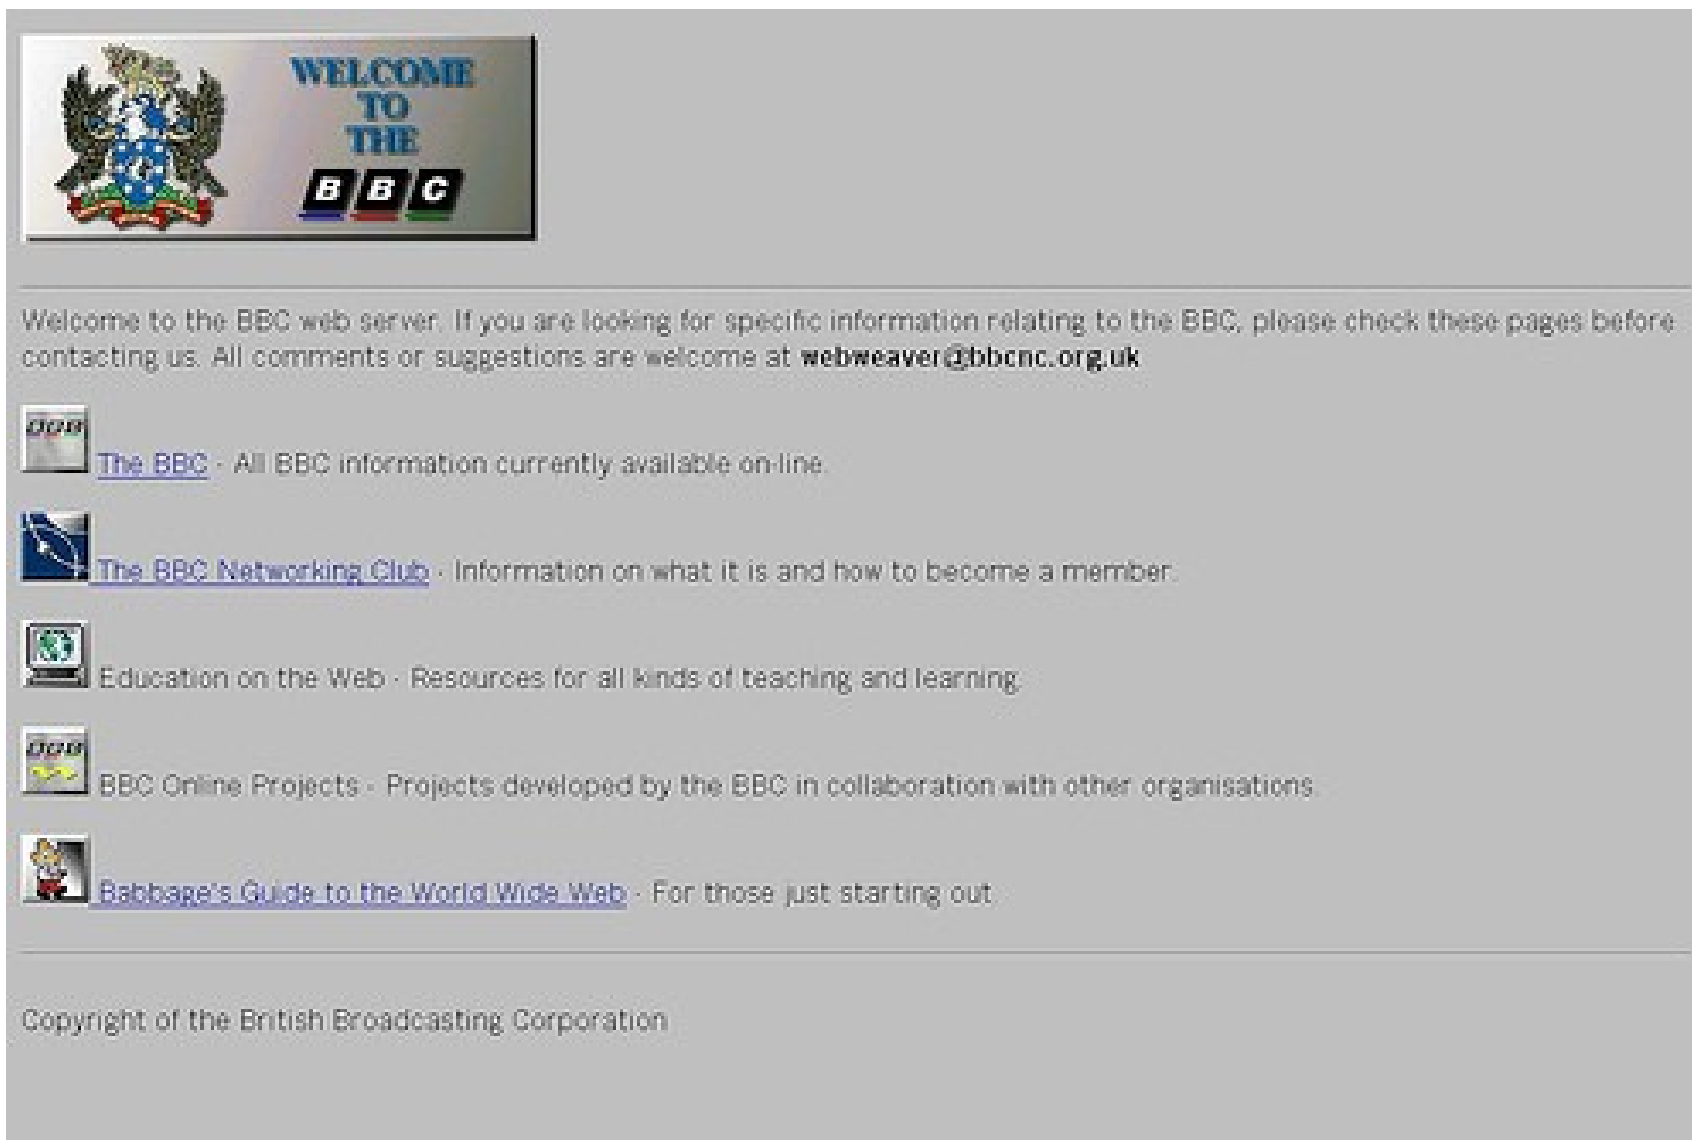 WELCOME
TO
THE
BBC
Welcome to the BBC web server. If you are looking for specific information relating to the BBC, please check these pages before
contacting us. All comments or suggestions are welcome at webweaver@bbcnc.org.uk
The BBC - All BBC information currently available on-line.
The BBC Networking Club - Information on what it is and how to become a member.
Education on the Web - Resources for all kinds of teaching and learning.
BBC Online Projects - Projects developed by the BBC in collaboration with other organisations.
Babbage's Guide to the World Wide Web - For those just starting out.
Copyright of the British Broadcasting Corporation